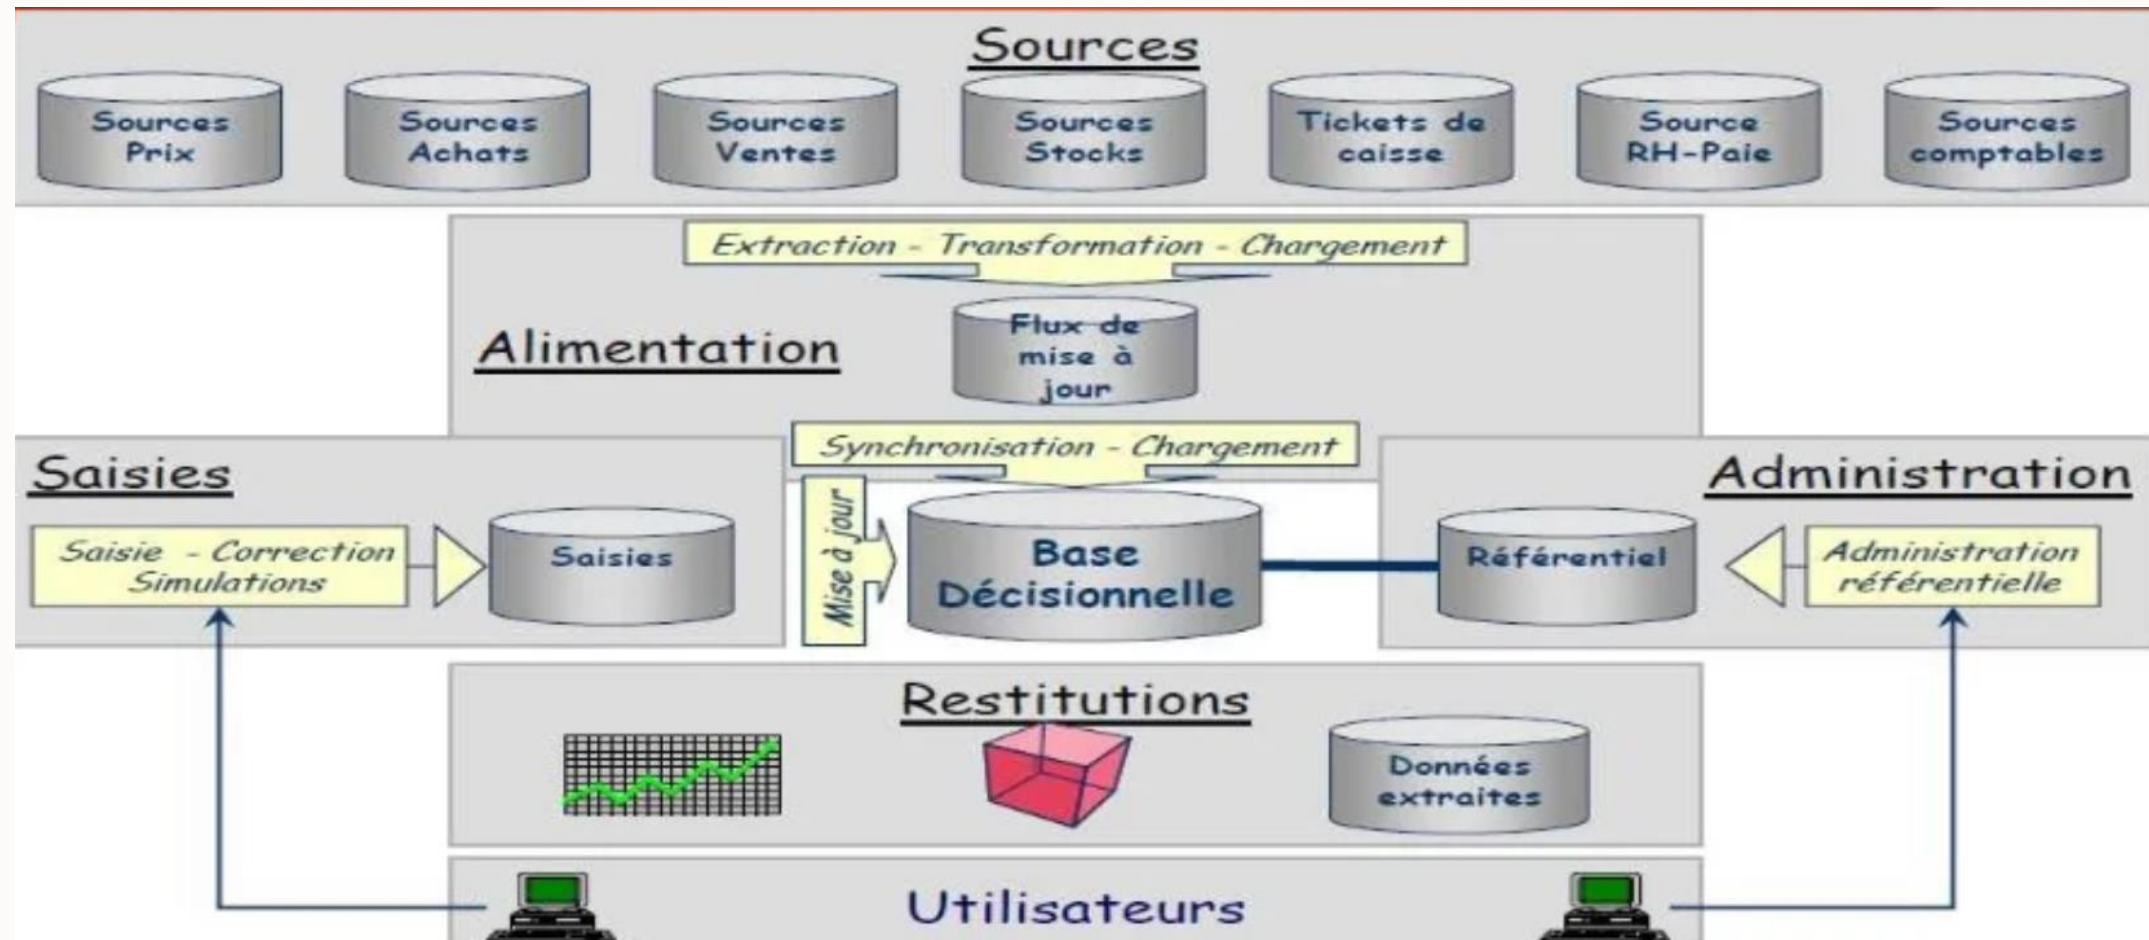 Sources
Sources
Prix
Sources
Achats
Sources
Ventes
Sources
Stocks
Tickets de
caisse
Source
RH-Paie
Sources
comptables
Extraction - Transformation - Chargement
Alimentation
Flux de
mise à
jour
Synchronisation - Chargement
Saisies
Saisie - Correction
Simulations
Saisies
Mise à jour
Base
Décisionnelle
Administration
Référentiel
Administration
référentielle
Restitutions
Données
extraites
Utilisateurs